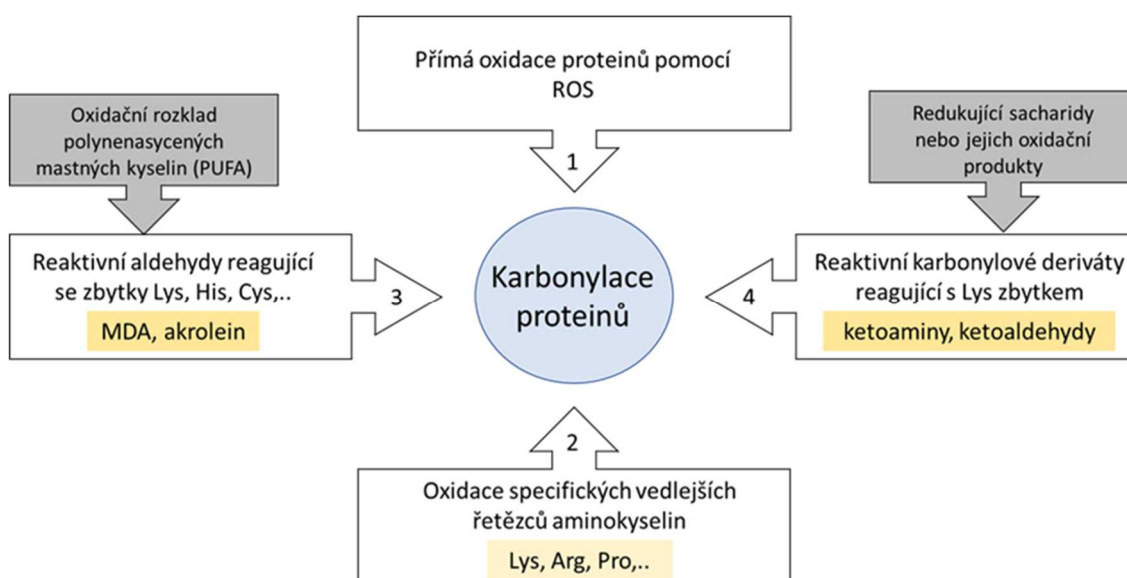 Přímá oxidace proteinů pomocí
ROS
1
Oxidační rozklad
polynenasycených
mastných kyselin (PUFA)
Redukující sacharidy
nebo jejich oxidační
produkty
Reaktivní aldehydy reagující
se zbytky Lys, His, Cys,..
MDA, akrolein
3
Karbonylace
proteinů
4
Reaktivní karbonylové deriváty
reagující s Lys zbytkem
ketoaminy, ketoaldehydy
2
Oxidace specifických vedlejších
řetězců aminokyselin
Lys, Arg, Pro,..